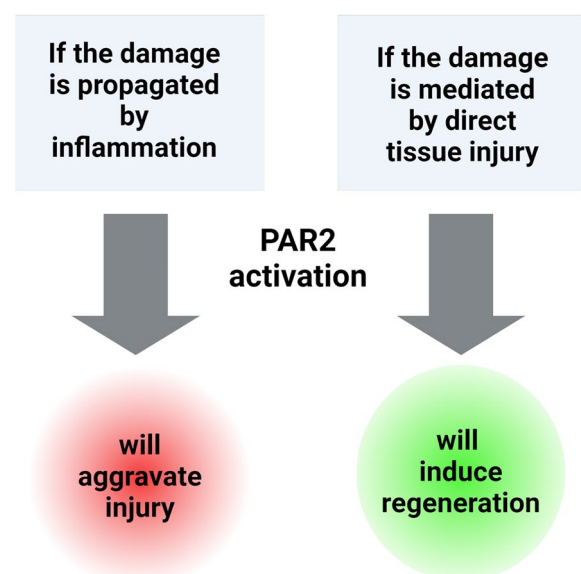 If the damage
is propagated
by
inflammation
If the damage
is mediated
by direct
tissue injury
PAR2
activation
will
aggravate
injury
will
induce
regeneration